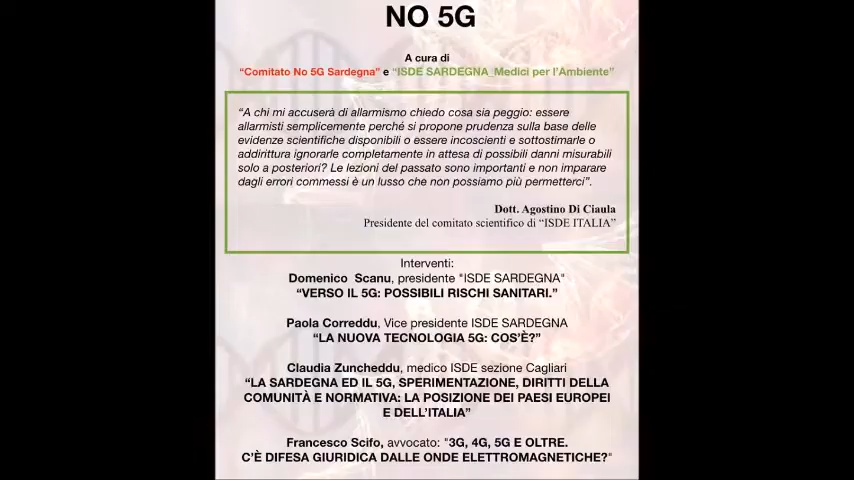 NO 5G
A cura di
“Comitato No 5G Sardegna” e “ISDE SARDEGNA_Medici per l’Ambiente”
“A chi mi accuserà di allarmismo chiedo cosa sia peggio: essere
allarmisti semplicemente perché si propone prudenza sulla base delle
evidenze scientifiche disponibili o essere incoscienti e sottostimarle o
addirittura ignorarle completamente in attesa di possibili danni misurabili
solo a posteriori? Le lezioni del passato sono importanti e non imparare
dagli errori commessi è un lusso che non possiamo più permetterci”.
Dott. Agostino Di Ciaula
Presidente del comitato scientifico di “ISDE ITALIA”
Interventi:
Domenico Scanu, presidente "ISDE SARDEGNA"
“VERSO IL 5G: POSSIBILI RISCHI SANITARI.”
Paola Correddu, Vice presidente ISDE SARDEGNA
“LA NUOVA TECNOLOGIA 5G: COS’È?”
Claudia Zuncheddu, medico ISDE sezione Cagliari
“LA SARDEGNA ED IL 5G, SPERIMENTAZIONE, DIRITTI DELLA
COMUNITÀ E NORMATIVA: LA POSIZIONE DEI PAESI EUROPEI
E DELL’ITALIA”
Francesco Scifo, avvocato: "3G, 4G, 5G E OLTRE.
C’È DIFESA GIURIDICA DALLE ONDE ELETTROMAGNETICHE?"